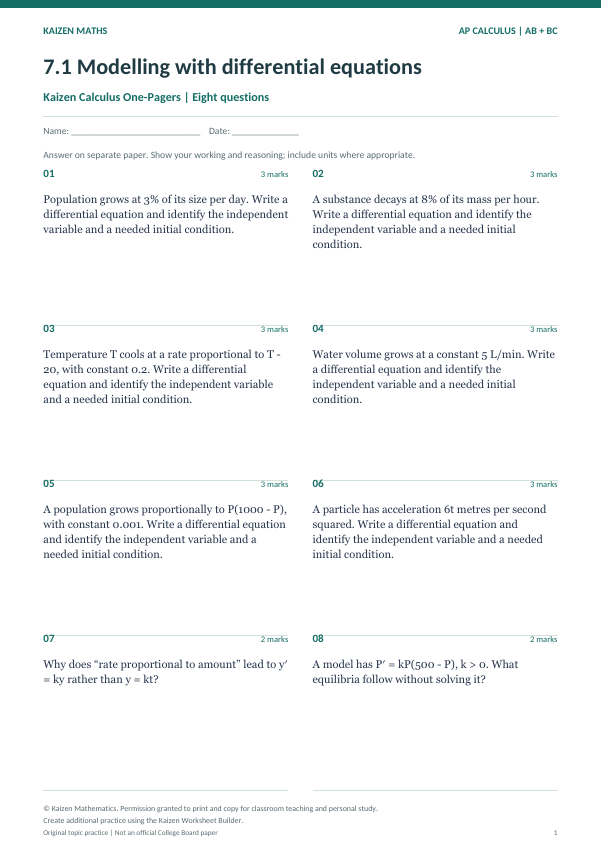 KAIZEN MATHS
AP CALCULUS | AB + BC
7.1 Modelling with differential equations
Kaizen Calculus One-Pagers | Eight questions
Name: ____________________________ Date: ______________
Answer on separate paper. Show your working and reasoning; include units where appropriate.
01
3 marks
Population grows at 3% of its size per day. Write a
differential equation and identify the independent
variable and a needed initial condition.
02
3 marks
A substance decays at 8% of its mass per hour.
Write a differential equation and identify the
independent variable and a needed initial
condition.
03
3 marks
Temperature T cools at a rate proportional to T -
20, with constant 0.2. Write a differential
equation and identify the independent variable
and a needed initial condition.
04
3 marks
Water volume grows at a constant 5 L/min. Write
a differential equation and identify the
independent variable and a needed initial
condition.
05
3 marks
A population grows proportionally to P(1000 - P),
with constant 0.001. Write a differential equation
and identify the independent variable and a
needed initial condition.
06
3 marks
A particle has acceleration 6t metres per second
squared. Write a differential equation and
identify the independent variable and a needed
initial condition.
07
2 marks
Why does “rate proportional to amount” lead to y′
= ky rather than y = kt?
08
2 marks
A model has P′ = kP(500 - P), k > 0. What
equilibria follow without solving it?
© Kaizen Mathematics. Permission granted to print and copy for classroom teaching and personal study.
Create additional practice using the Kaizen Worksheet Builder.
Original topic practice | Not an official College Board paper
1